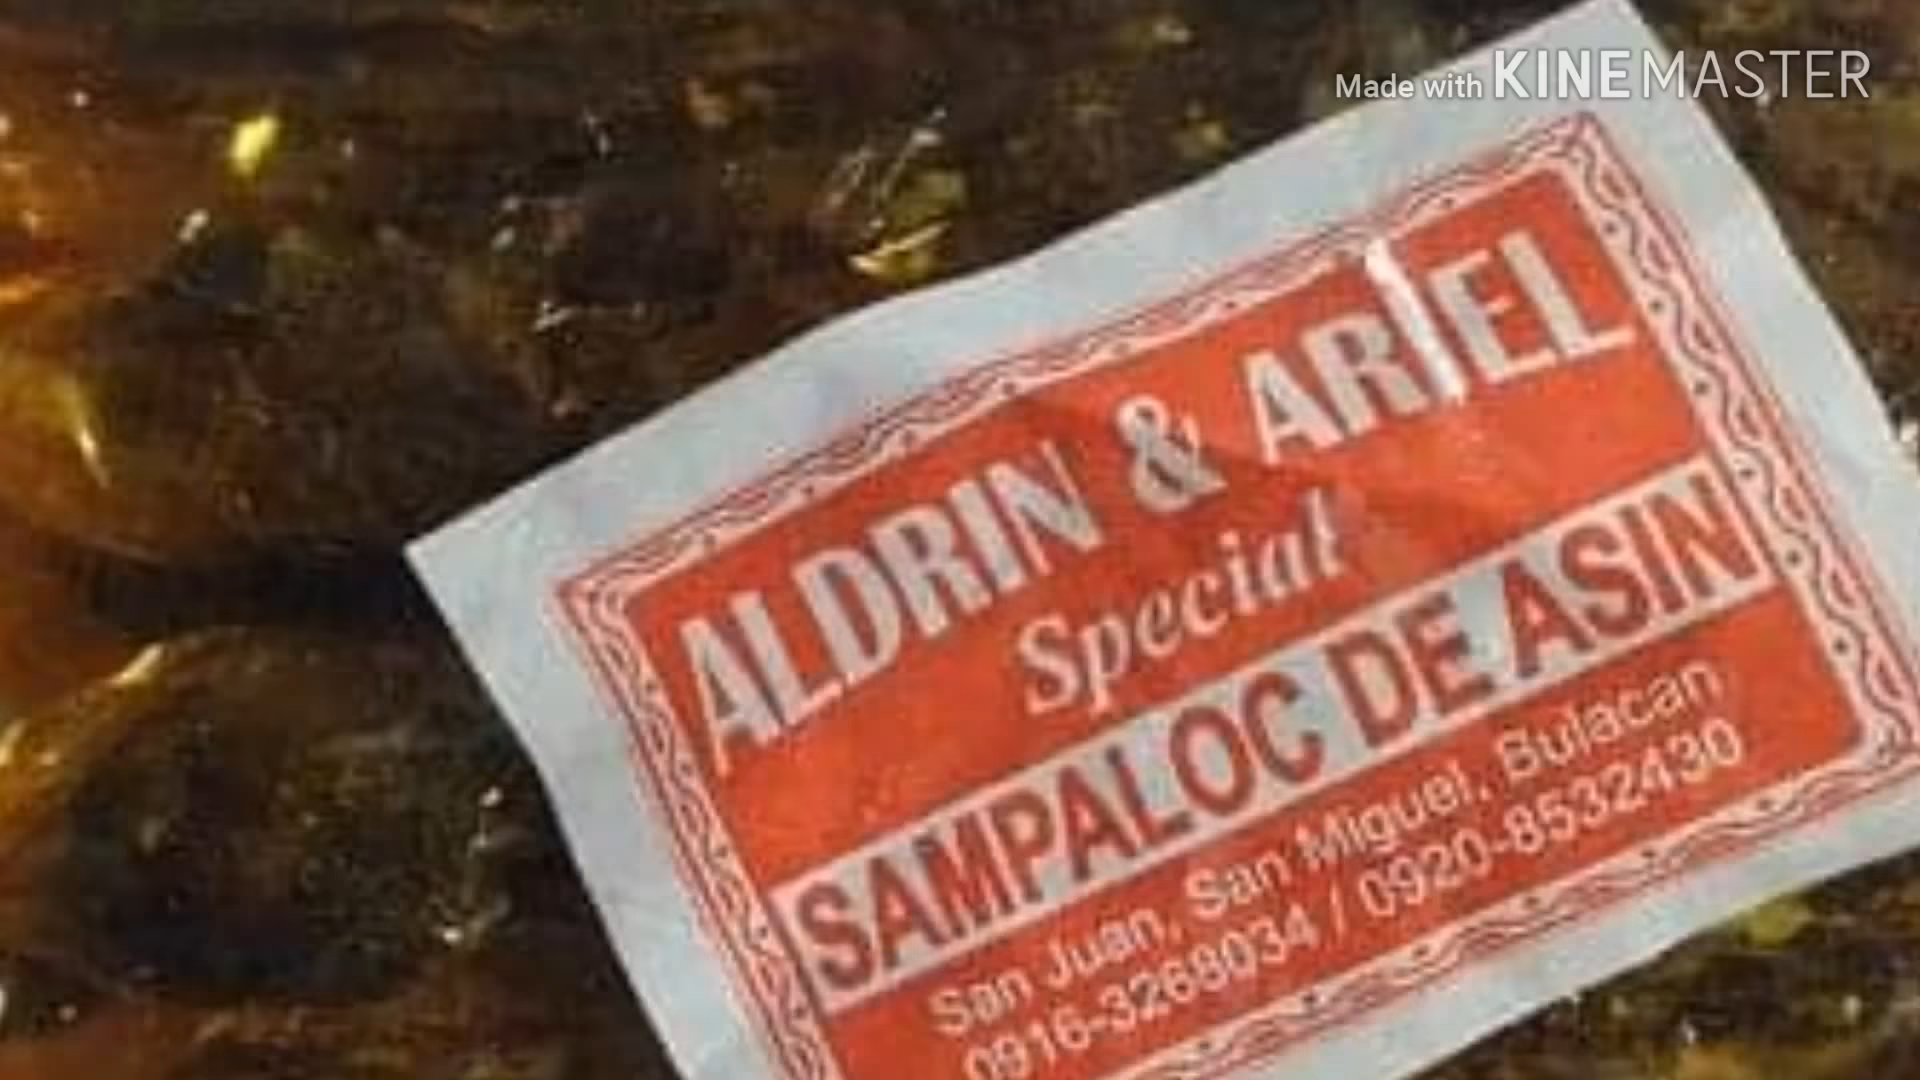 Made with KINEMASTER
ALDRIN & ARIEL
Special
SAMPALOC DE ASIN
San Juan, San Miguel, Bulacan
0916-3268034 / 0920-8532430